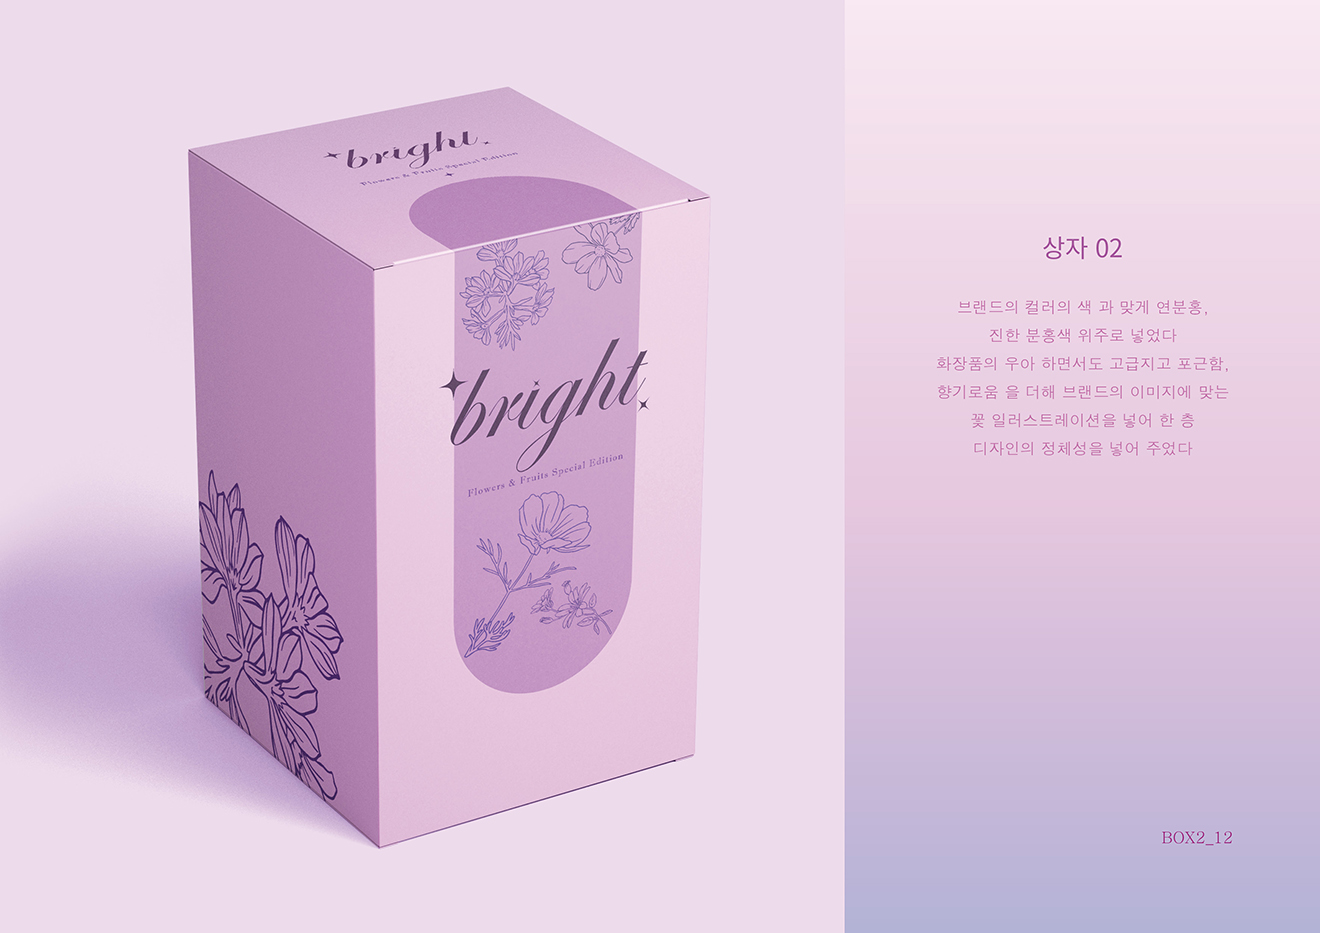 bright
Flowers & Fruits Special Edition
bright
Flowers & Fruits Special Edition
상자 02
브랜드의 컬러의 색 과 맞게 연분홍,
진한 분홍색 위주로 넣었다
화장품의 우아 하면서도 고급지고 포근함,
향기로움 을 더해 브랜드의 이미지에 맞는
꽃 일러스트레이션을 넣어 한 층
디자인의 정체성을 넣어 주었다
BOX2_12